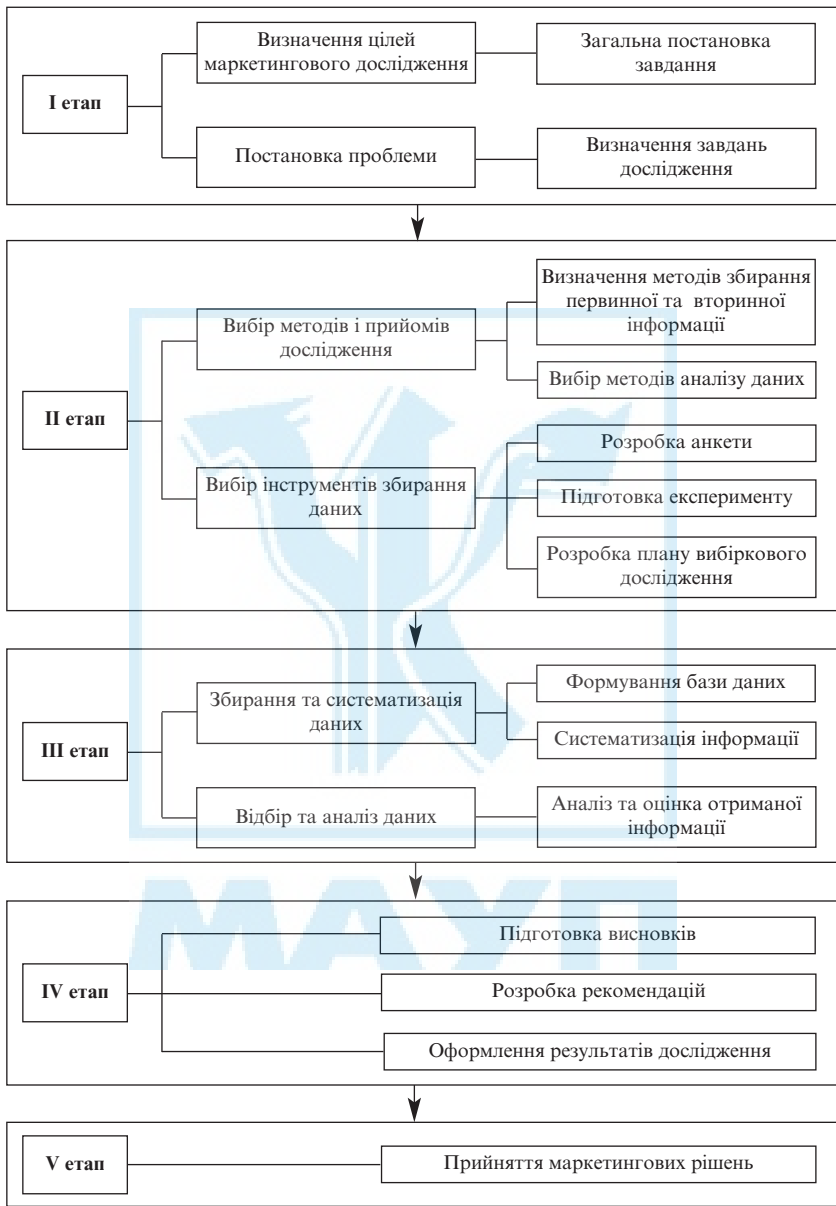 Визначення цілей
маркетингового дослідження
Загальна постановка
завдання
I етап
Постановка проблеми
Визначення завдань
дослідження
Вибір методів і прийомів
дослідження
Визначення методів збирання
первинної та вторинної
інформації
Вибір методів аналізу даних
II етап
Вибір інструментів збирання
даних
Розробка анкети
Підготовка експерименту
Розробка плану вибіркового
дослідження
Збирання та систематизація
даних
Формування бази даних
Систематизація інформації
III етап
Відбір та аналіз даних
Аналіз та оцінка отриманої
інформації
МАУП
IV етап
Підготовка висновків
Розробка рекомендацій
Оформлення результатів дослідження
V етап
Прийняття маркетингових рішень